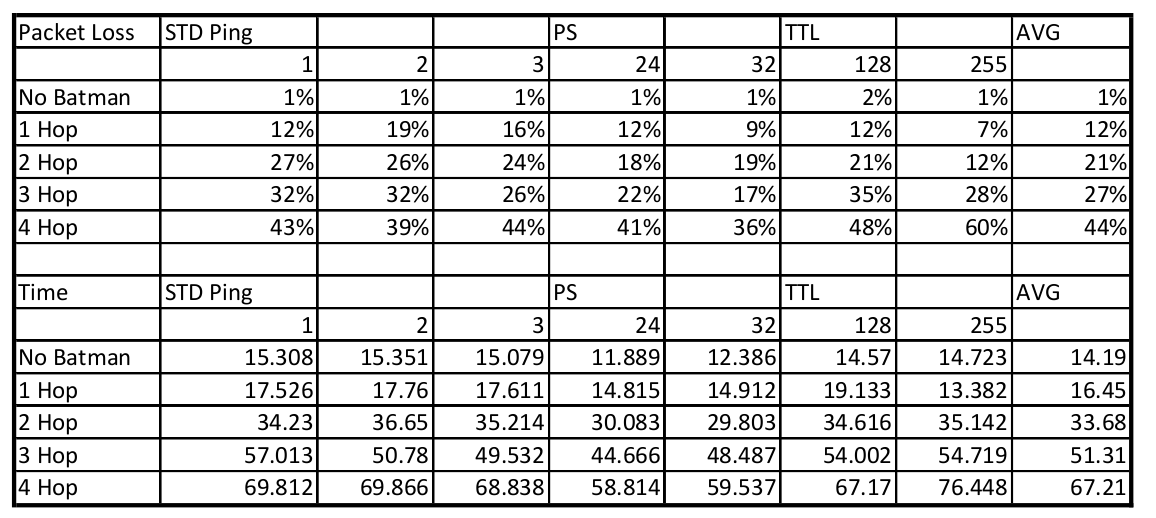 Packet Loss STD Ping PS TTL AVG
1 2 3 24 32 128 255
No Batman 1% 1% 1% 1% 1% 2% 1% 1%
1 Hop 12% 19% 16% 12% 9% 12% 7% 12%
2 Hop 27% 26% 24% 18% 19% 21% 12% 21%
3 Hop 32% 32% 26% 22% 17% 35% 28% 27%
4 Hop 43% 39% 44% 41% 36% 48% 60% 44%
Time STD Ping PS TTL AVG
1 2 3 24 32 128 255
No Batman 15.308 15.351 15.079 11.889 12.386 14.57 14.723 14.19
1 Hop 17.526 17.76 17.611 14.815 14.912 19.133 13.382 16.45
2 Hop 34.23 36.65 35.214 30.083 29.803 34.616 35.142 33.68
3 Hop 57.013 50.78 49.532 44.666 48.487 54.002 54.719 51.31
4 Hop 69.812 69.866 68.838 58.814 59.537 67.17 76.448 67.21